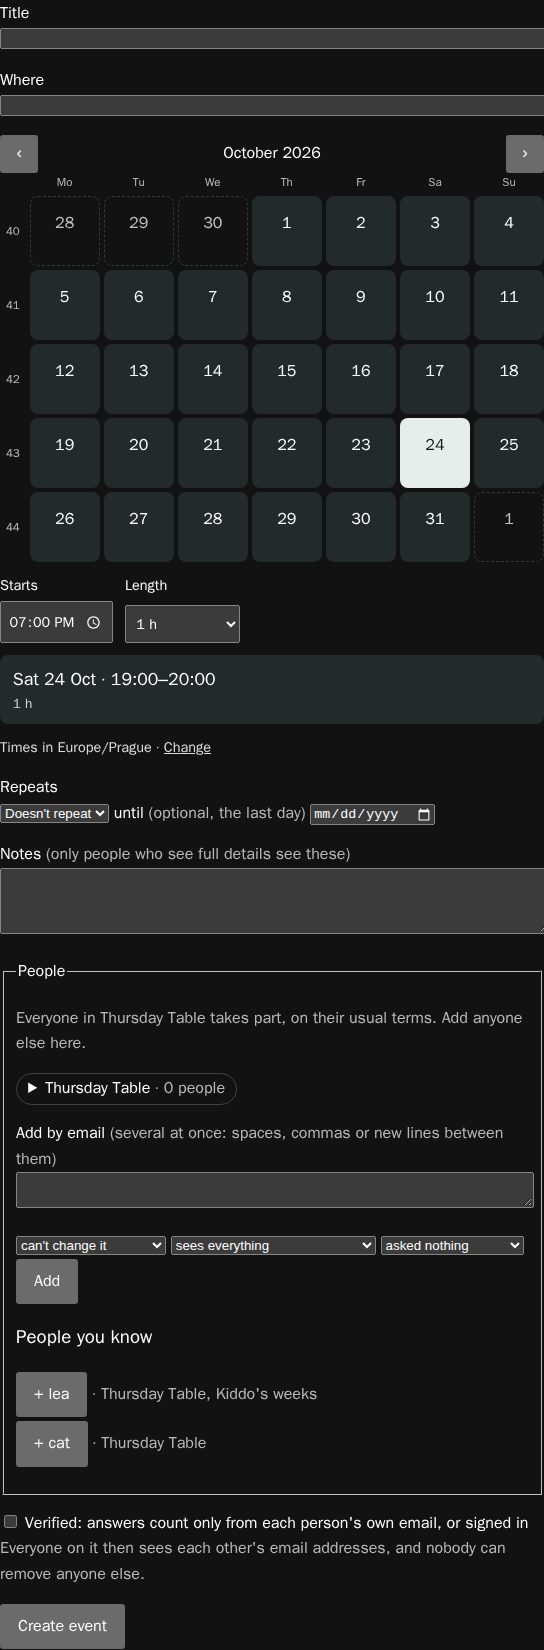 Title
Where
‹ October 2026 ›
Mo Tu We Th Fr Sa Su
40 28 29 30 1 2 3 4
41 5 6 7 8 9 10 11
42 12 13 14 15 16 17 18
43 19 20 21 22 23 24 25
44 26 27 28 29 30 31 1
Starts Length
07:00 PM 1 h
Sat 24 Oct · 19:00–20:00
1 h
Times in Europe/Prague · Change
Repeats
Doesn't repeat until (optional, the last day) mm/dd/yyyy
Notes (only people who see full details see these)
People
Everyone in Thursday Table takes part, on their usual terms. Add anyone
else here.
▶ Thursday Table · 0 people
Add by email (several at once: spaces, commas or new lines between
them)
can't change it sees everything asked nothing
Add
People you know
+ lea · Thursday Table, Kiddo's weeks
+ cat · Thursday Table
Verified: answers count only from each person's own email, or signed in
Everyone on it then sees each other's email addresses, and nobody can
remove anyone else.
Create event